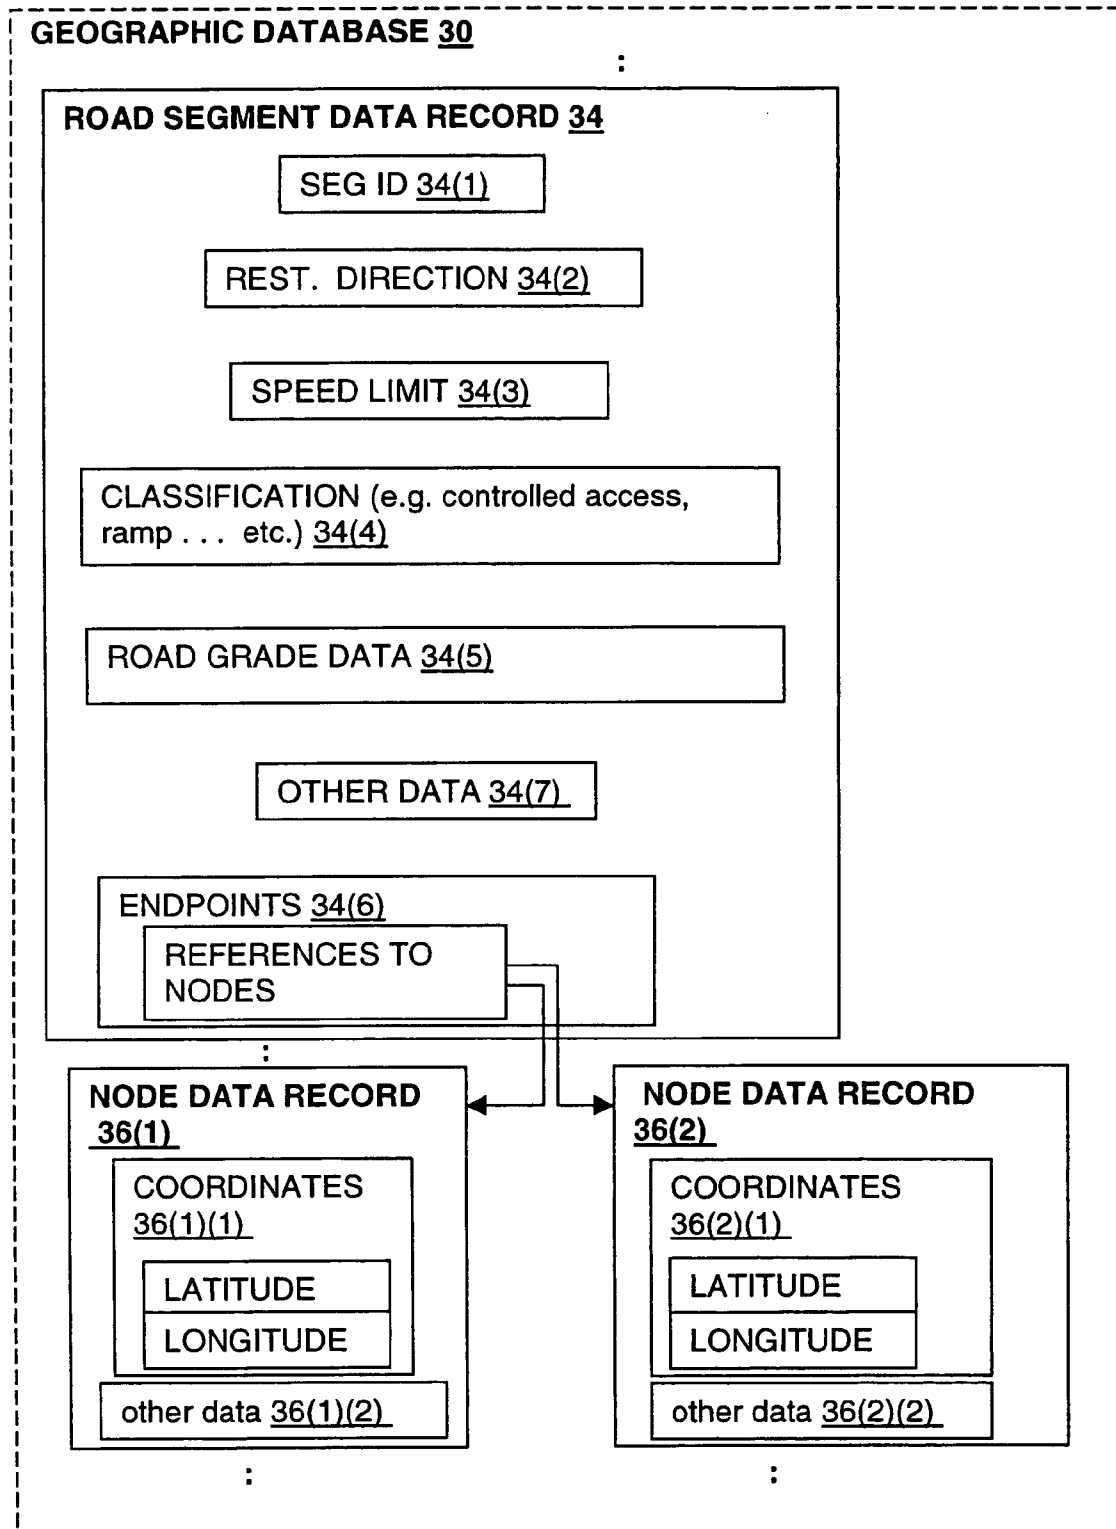 GEOGRAPHIC DATABASE 30
:
ROAD SEGMENT DATA RECORD 34
SEG ID 34(1)
REST. DIRECTION 34(2)
SPEED LIMIT 34(3)
CLASSIFICATION (e.g. controlled access,
ramp . . . etc.) 34(4)
ROAD GRADE DATA 34(5)
OTHER DATA 34(7)
ENDPOINTS 34(6)
REFERENCES TO
NODES
:
NODE DATA RECORD
36(1)
COORDINATES
36(1)(1)
LATITUDE
LONGITUDE
other data 36(1)(2)
:
NODE DATA RECORD
36(2)
COORDINATES
36(2)(1)
LATITUDE
LONGITUDE
other data 36(2)(2)
: